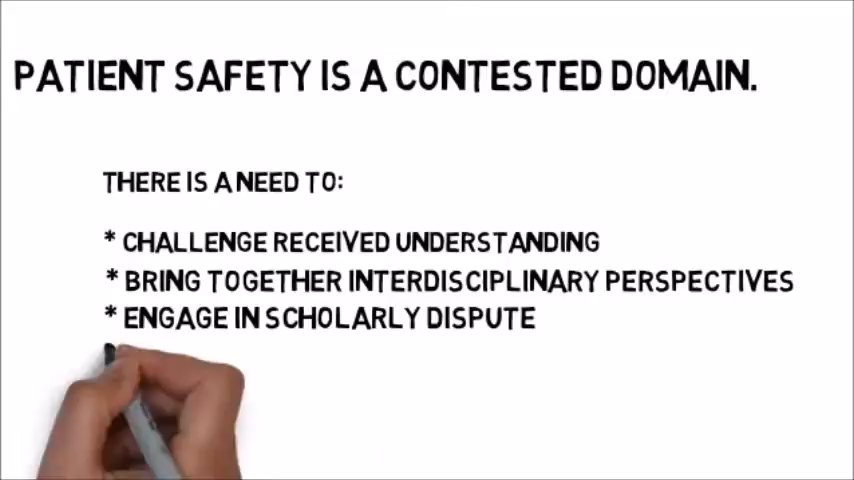 PATIENT SAFETY IS A CONTESTED DOMAIN.
THERE IS A NEED TO:
* CHALLENGE RECEIVED UNDERSTANDING
* BRING TOGETHER INTERDISCIPLINARY PERSPECTIVES
* ENGAGE IN SCHOLARLY DISPUTE